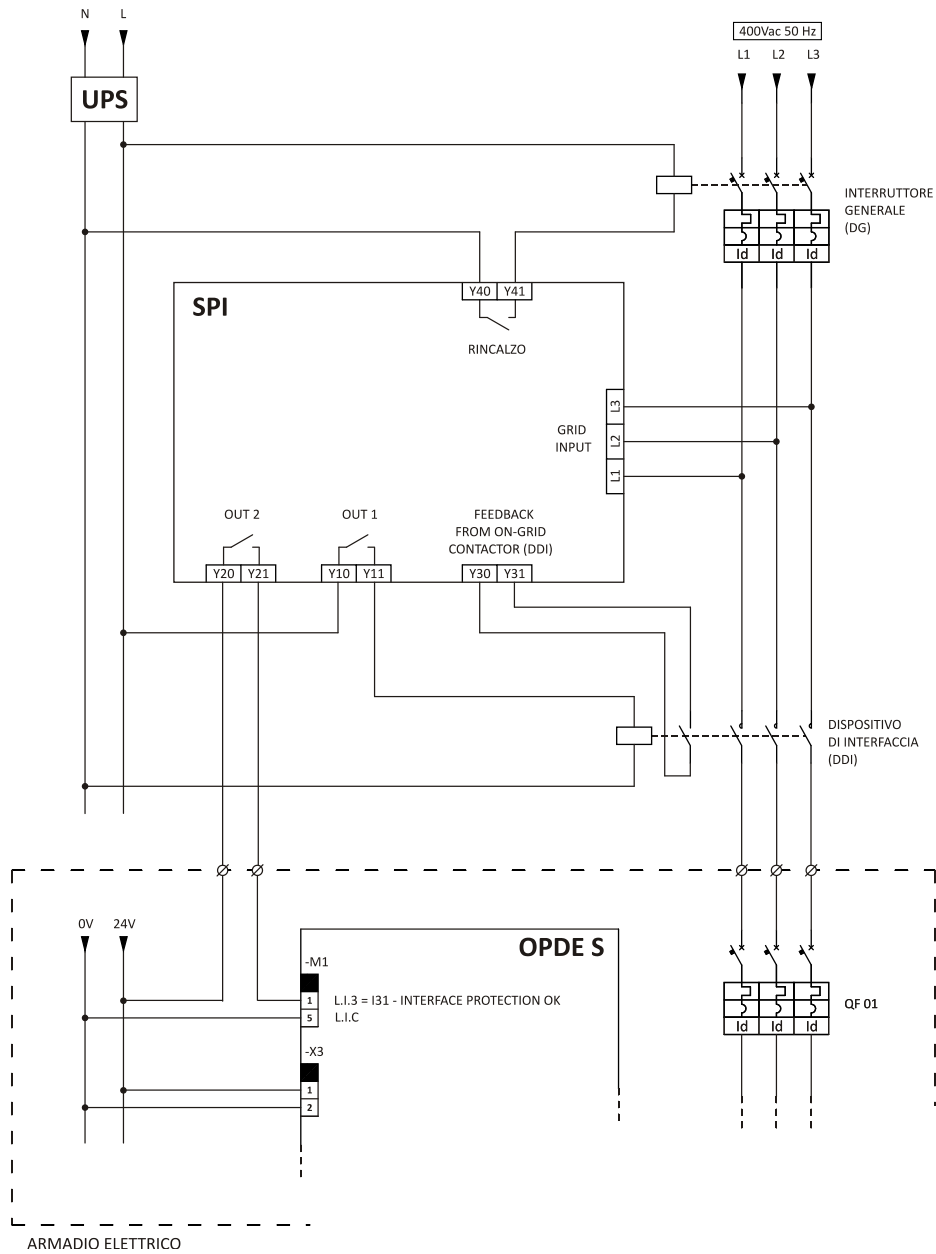 N L
400Vac 50 Hz
L1 L2 L3
UPS
INTERRUTTORE
GENERALE
(DG)
Id Id Id
SPI
Y40 Y41
RINCALZO
L3
GRID
INPUT
L2
L1
OUT 2
OUT 1
FEEDBACK
FROM ON-GRID
CONTACTOR (DDI)
Y20 Y21
Y10 Y11
Y30 Y31
DISPOSITIVO
DI INTERFACCIA
(DDI)
0V 24V
OPDE S
-M1
1 L.I.3 = I31 - INTERFACE PROTECTION OK
5 L.I.C
QF 01
Id Id Id
-X3
1
2
ARMADIO ELETTRICO